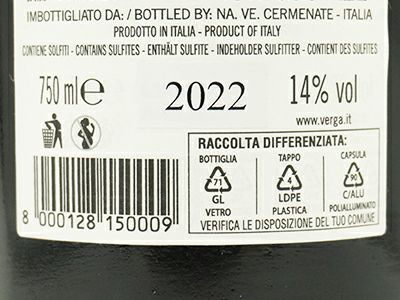 IMBOTTIGLIATO DA: / BOTTLED BY: NA. VE. CERMENATE - ITALIA
PRODOTTO IN ITALIA - PRODUCT OF ITALY
CONTIENE SOLFITI - CONTAINS SULFITES - ENTHÄLT SULFITE - INDEHOLDER SULFITTER - CONTIENT DES SULFITES
750 ml e
2022
14% vol
www.verga.it
RACCOLTA DIFFERENZIATA:
BOTTIGLIA TAPPO CAPSULA
71 4 90
GL LDPE C/ALU
VETRO PLASTICA POLIALLUMINATO
VERIFICA LE DISPOSIZIONE DEL TUO COMUNE
8 000128 150009